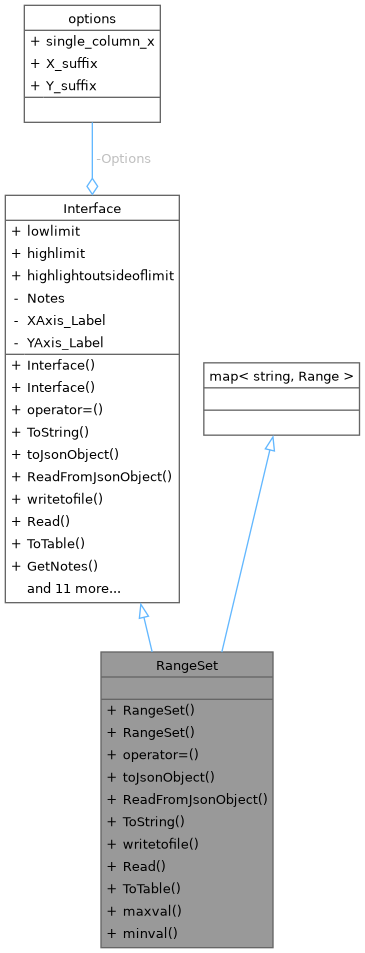 options
+ single_column_x
+ X_suffix
+ Y_suffix
-Options
Interface
+ lowlimit
+ highlimit
+ highlightoutsideoflimit
- Notes
- XAxis_Label
- YAxis_Label
+ Interface()
+ Interface()
+ operator=()
+ ToString()
+ toJsonObject()
+ ReadFromJsonObject()
+ writetofile()
+ Read()
+ ToTable()
+ GetNotes()
and 11 more...
map< string, Range >
RangeSet
+ RangeSet()
+ RangeSet()
+ operator=()
+ toJsonObject()
+ ReadFromJsonObject()
+ ToString()
+ writetofile()
+ Read()
+ ToTable()
+ maxval()
+ minval()